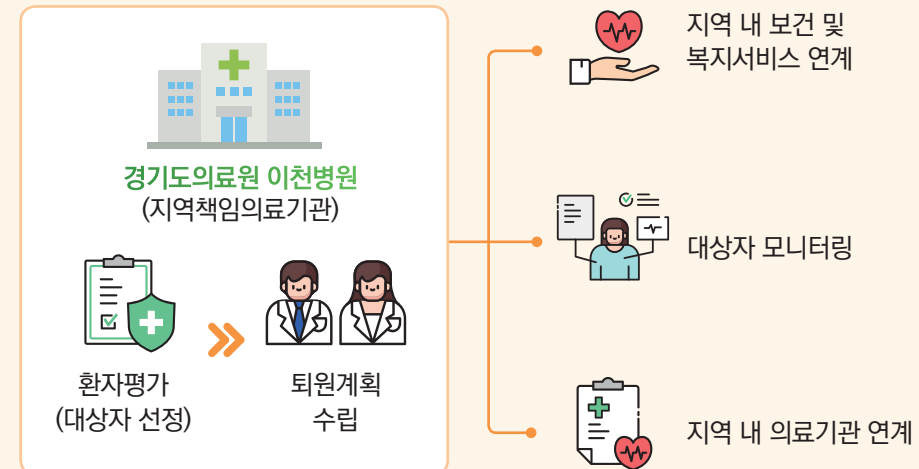 경기도의료원 이천병원
(지역책임의료기관)
환자평가
(대상자 선정)
퇴원계획
수립
지역 내 보건 및
복지서비스 연계
대상자 모니터링
지역 내 의료기관 연계